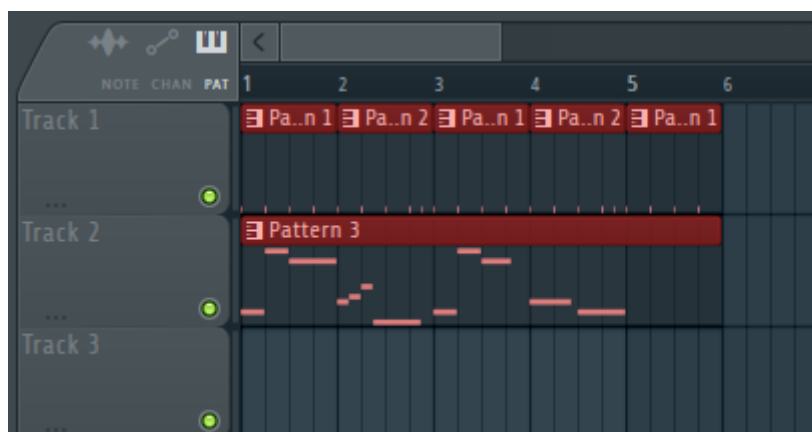 NOTE CHAN PAT
1 2 3 4 5 6
Track 1
Pa..n 1 Pa..n 2 Pa..n 1 Pa..n 2 Pa..n 1
Track 2
Pattern 3
Track 3